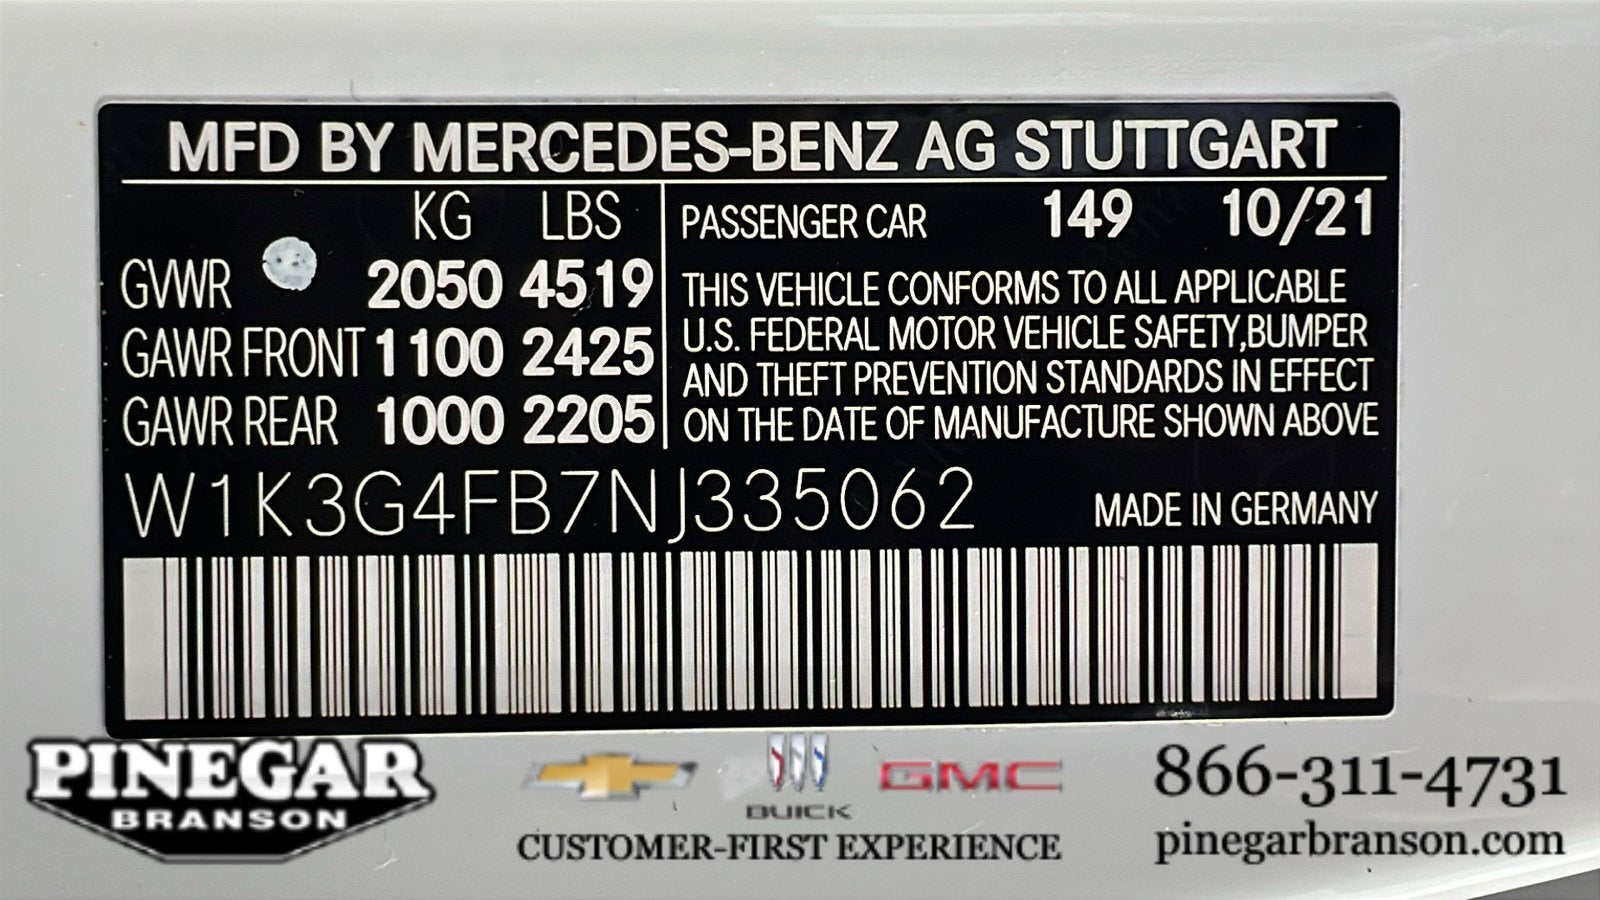 MFD BY MERCEDES-BENZ AG STUTTGART
KG LBS
GVWR 2050 4519
GAWR FRONT 1100 2425
GAWR REAR 1000 2205
PASSENGER CAR 149 10/21
THIS VEHICLE CONFORMS TO ALL APPLICABLE
U.S. FEDERAL MOTOR VEHICLE SAFETY,BUMPER
AND THEFT PREVENTION STANDARDS IN EFFECT
ON THE DATE OF MANUFACTURE SHOWN ABOVE
W1K3G4FB7NJ335062
MADE IN GERMANY
PINEGAR
BRANSON
BUICK
GMC
CUSTOMER-FIRST EXPERIENCE
866-311-4731
pinegarbranson.com